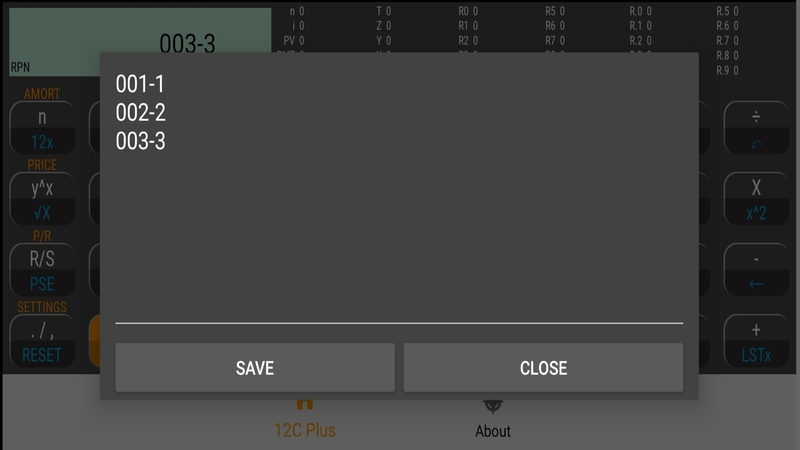 003-3
RPN
n 0
T 0
R0 0
R5 0
R.0 0
R.5 0
i 0
Z 0
R1 0
R6 0
R.1 0
R.6 0
PV 0
Y 0
R2 0
R7 0
R.2 0
R.7 0
R.8 0
R.9 0
001-1
002-2
003-3
AMORT
n
12x
÷
PRICE
y^x
√X
X
x^2
P/R
R/S
PSE
-
←
SETTINGS
. / ,
RESET
+
LSTx
SAVE
CLOSE
12C Plus
About